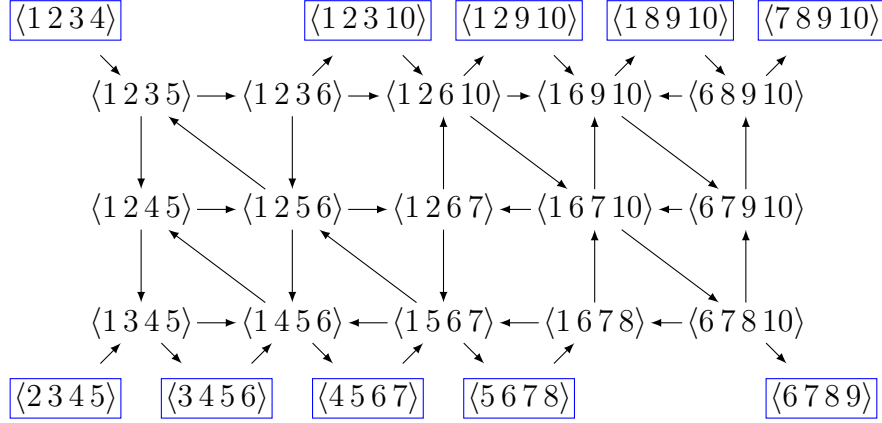 ⟨1 2 3 4⟩ ⟨1 2 3 10⟩ ⟨1 2 9 10⟩ ⟨1 8 9 10⟩ ⟨7 8 9 10⟩
⟨1 2 3 5⟩ ⟨1 2 3 6⟩ ⟨1 2 6 10⟩ ⟨1 6 9 10⟩ ⟨6 8 9 10⟩
⟨1 2 4 5⟩ ⟨1 2 5 6⟩ ⟨1 2 6 7⟩ ⟨1 6 7 10⟩ ⟨6 7 9 10⟩
⟨1 3 4 5⟩ ⟨1 4 5 6⟩ ⟨1 5 6 7⟩ ⟨1 6 7 8⟩ ⟨6 7 8 10⟩
⟨2 3 4 5⟩ ⟨3 4 5 6⟩ ⟨4 5 6 7⟩ ⟨5 6 7 8⟩ ⟨6 7 8 9⟩